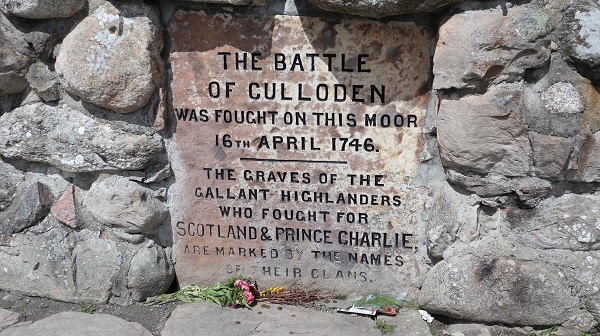 THE BATTLE
OF CULLODEN
WAS FOUGHT ON THIS MOOR
16TH APRIL 1746.
THE GRAVES OF THE
GALLANT HIGHLANDERS
WHO FOUGHT FOR
SCOTLAND & PRINCE CHARLIE,
ARE MARKED BY THE NAMES
OF THEIR CLANS.